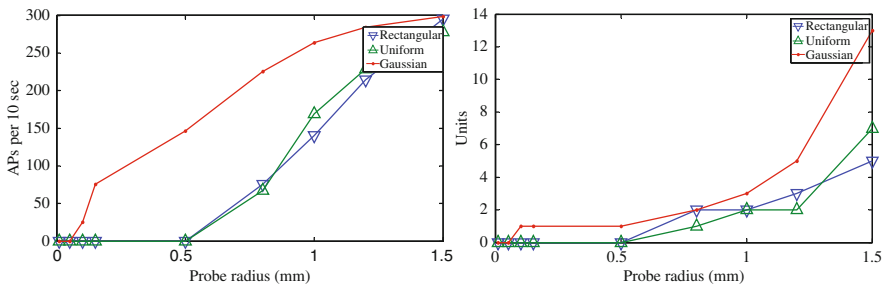 300
250
200
150
100
50
0
APs per 10 sec
Rectangular
Uniform
Gaussian
0 0.5 1 1.5
Probe radius (mm)
14
12
10
8
6
4
2
0
Units
Rectangular
Uniform
Gaussian
0 0.5 1 1.5
Probe radius (mm)